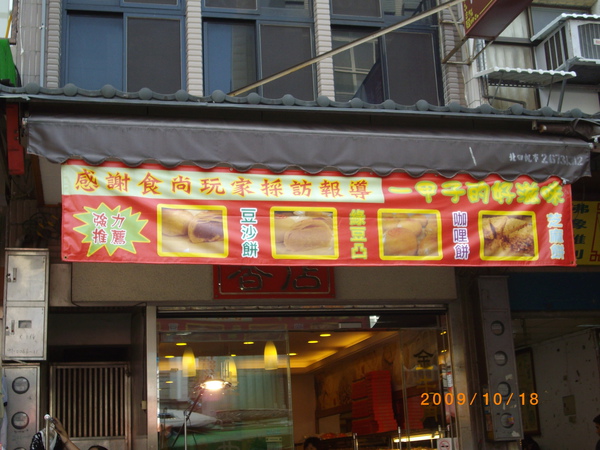 感謝食尚玩家採訪報導 一甲子的好滋味
強力
推薦
豆沙餅
綠豆凸
咖哩餅
2009/10/18